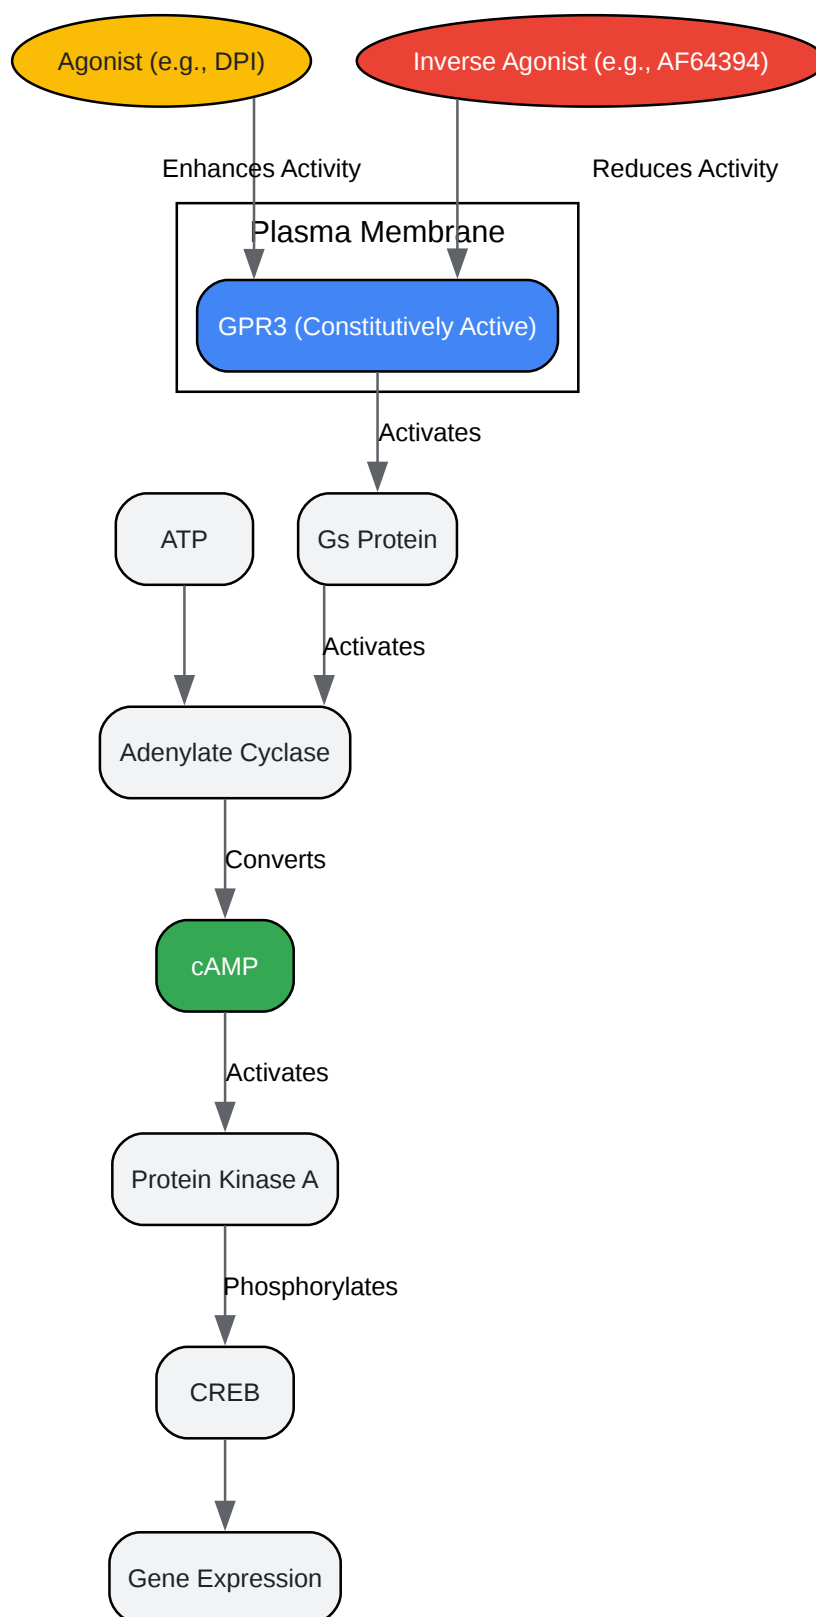 Agonist (e.g., DPI)
Inverse Agonist (e.g., AF64394)
Enhances Activity
Reduces Activity
Plasma Membrane
GPR3 (Constitutively Active)
Activates
ATP
Gs Protein
Activates
Adenylate Cyclase
Converts
cAMP
Activates
Protein Kinase A
Phosphorylates
CREB
Gene Expression